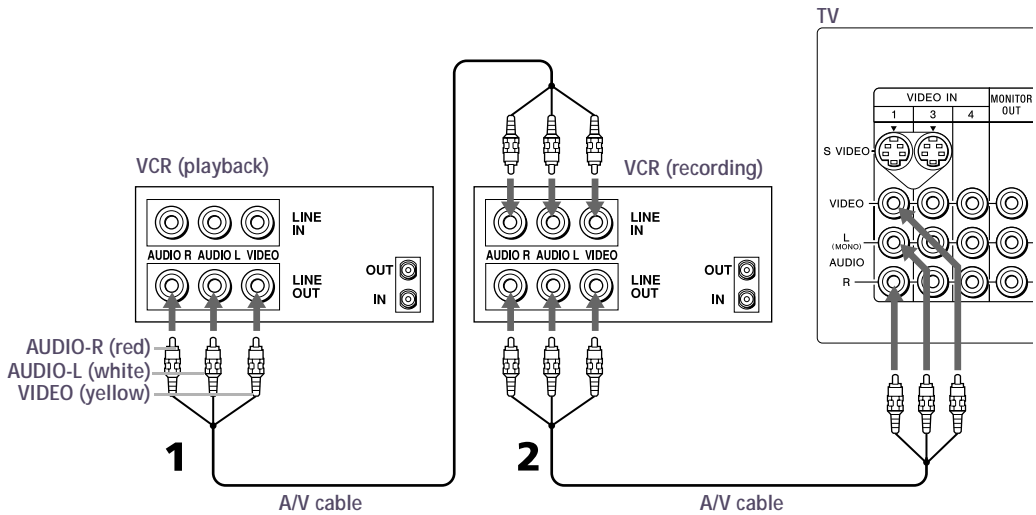 TV
VIDEO IN
MONITOR OUT
1 3 4
S VIDEO
VIDEO
L (MONO)
AUDIO
R
VCR (playback)
LINE IN
AUDIO R AUDIO L VIDEO
LINE OUT
OUT
IN
VCR (recording)
LINE IN
AUDIO R AUDIO L VIDEO
LINE OUT
OUT
IN
AUDIO-R (red)
AUDIO-L (white)
VIDEO (yellow)
1
A/V cable
2
A/V cable